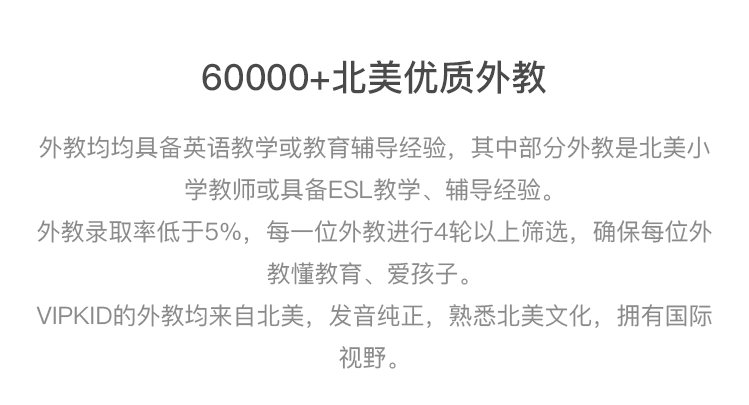 60000+北美优质外教
外教均均具备英语教学或教育辅导经验，其中部分外教是北美小
学教师或具备ESL教学、辅导经验。
外教录取率低于5%，每一位外教进行4轮以上筛选，确保每位外
教懂教育、爱孩子。
VIPKID的外教均来自北美，发音纯正，熟悉北美文化，拥有国际
视野。